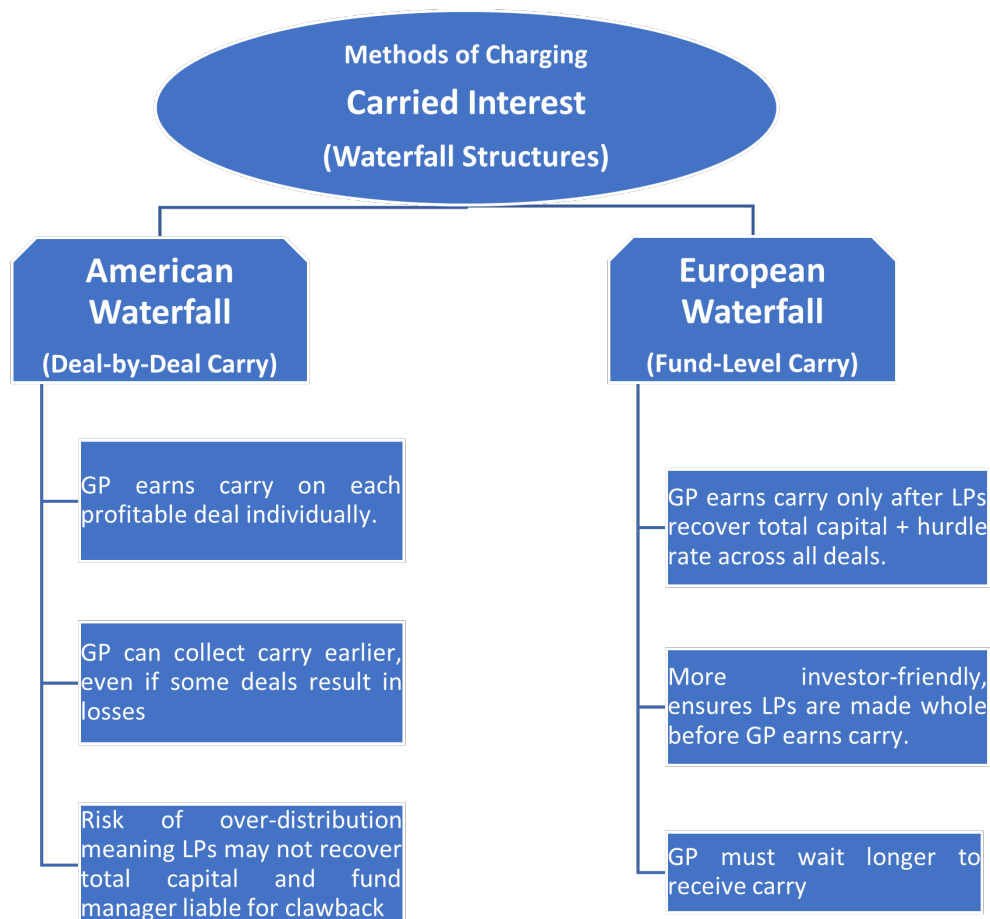 Methods of Charging
Carried Interest
(Waterfall Structures)
American
Waterfall
(Deal-by-Deal Carry)
GP earns carry on each
profitable deal individually.
GP can collect carry earlier,
even if some deals result in
losses
Risk of over-distribution
meaning LPs may not recover
total capital and fund
manager liable for clawback
European
Waterfall
(Fund-Level Carry)
GP earns carry only after LPs
recover total capital + hurdle
rate across all deals.
More investor-friendly,
ensures LPs are made whole
before GP earns carry.
GP must wait longer to
receive carry